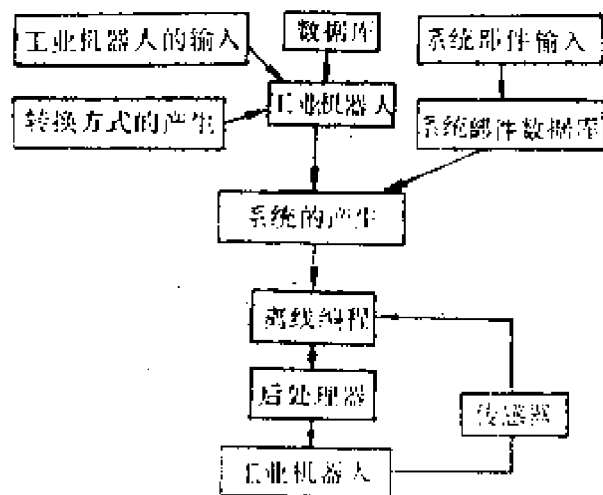 工业机器人的输入
数据库
系统部件输入
转换方式的产生
工业机器人
系统部件数据库
系统的产生
离线编程
后处理器
传感器
工业机器人